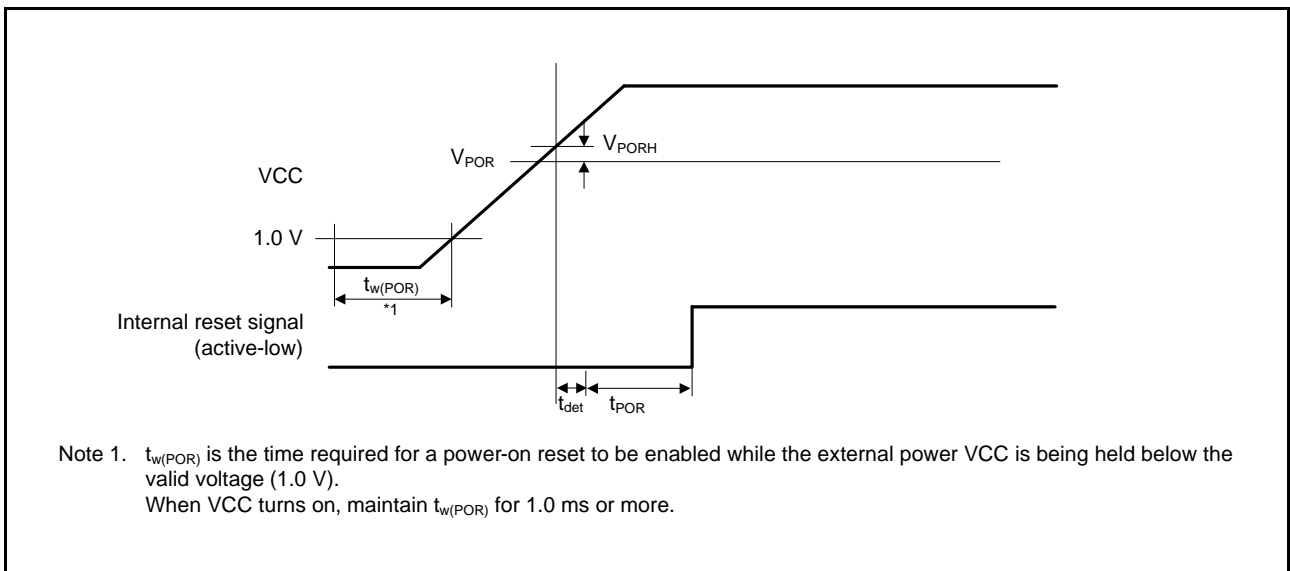 VPORH
VPOR
VCC
1.0 V
tw(POR)
*1
Internal reset signal
(active-low)
tdet
tPOR
Note 1. tw(POR) is the time required for a power-on reset to be enabled while the external power VCC is being held below the
valid voltage (1.0 V).
When VCC turns on, maintain tw(POR) for 1.0 ms or more.